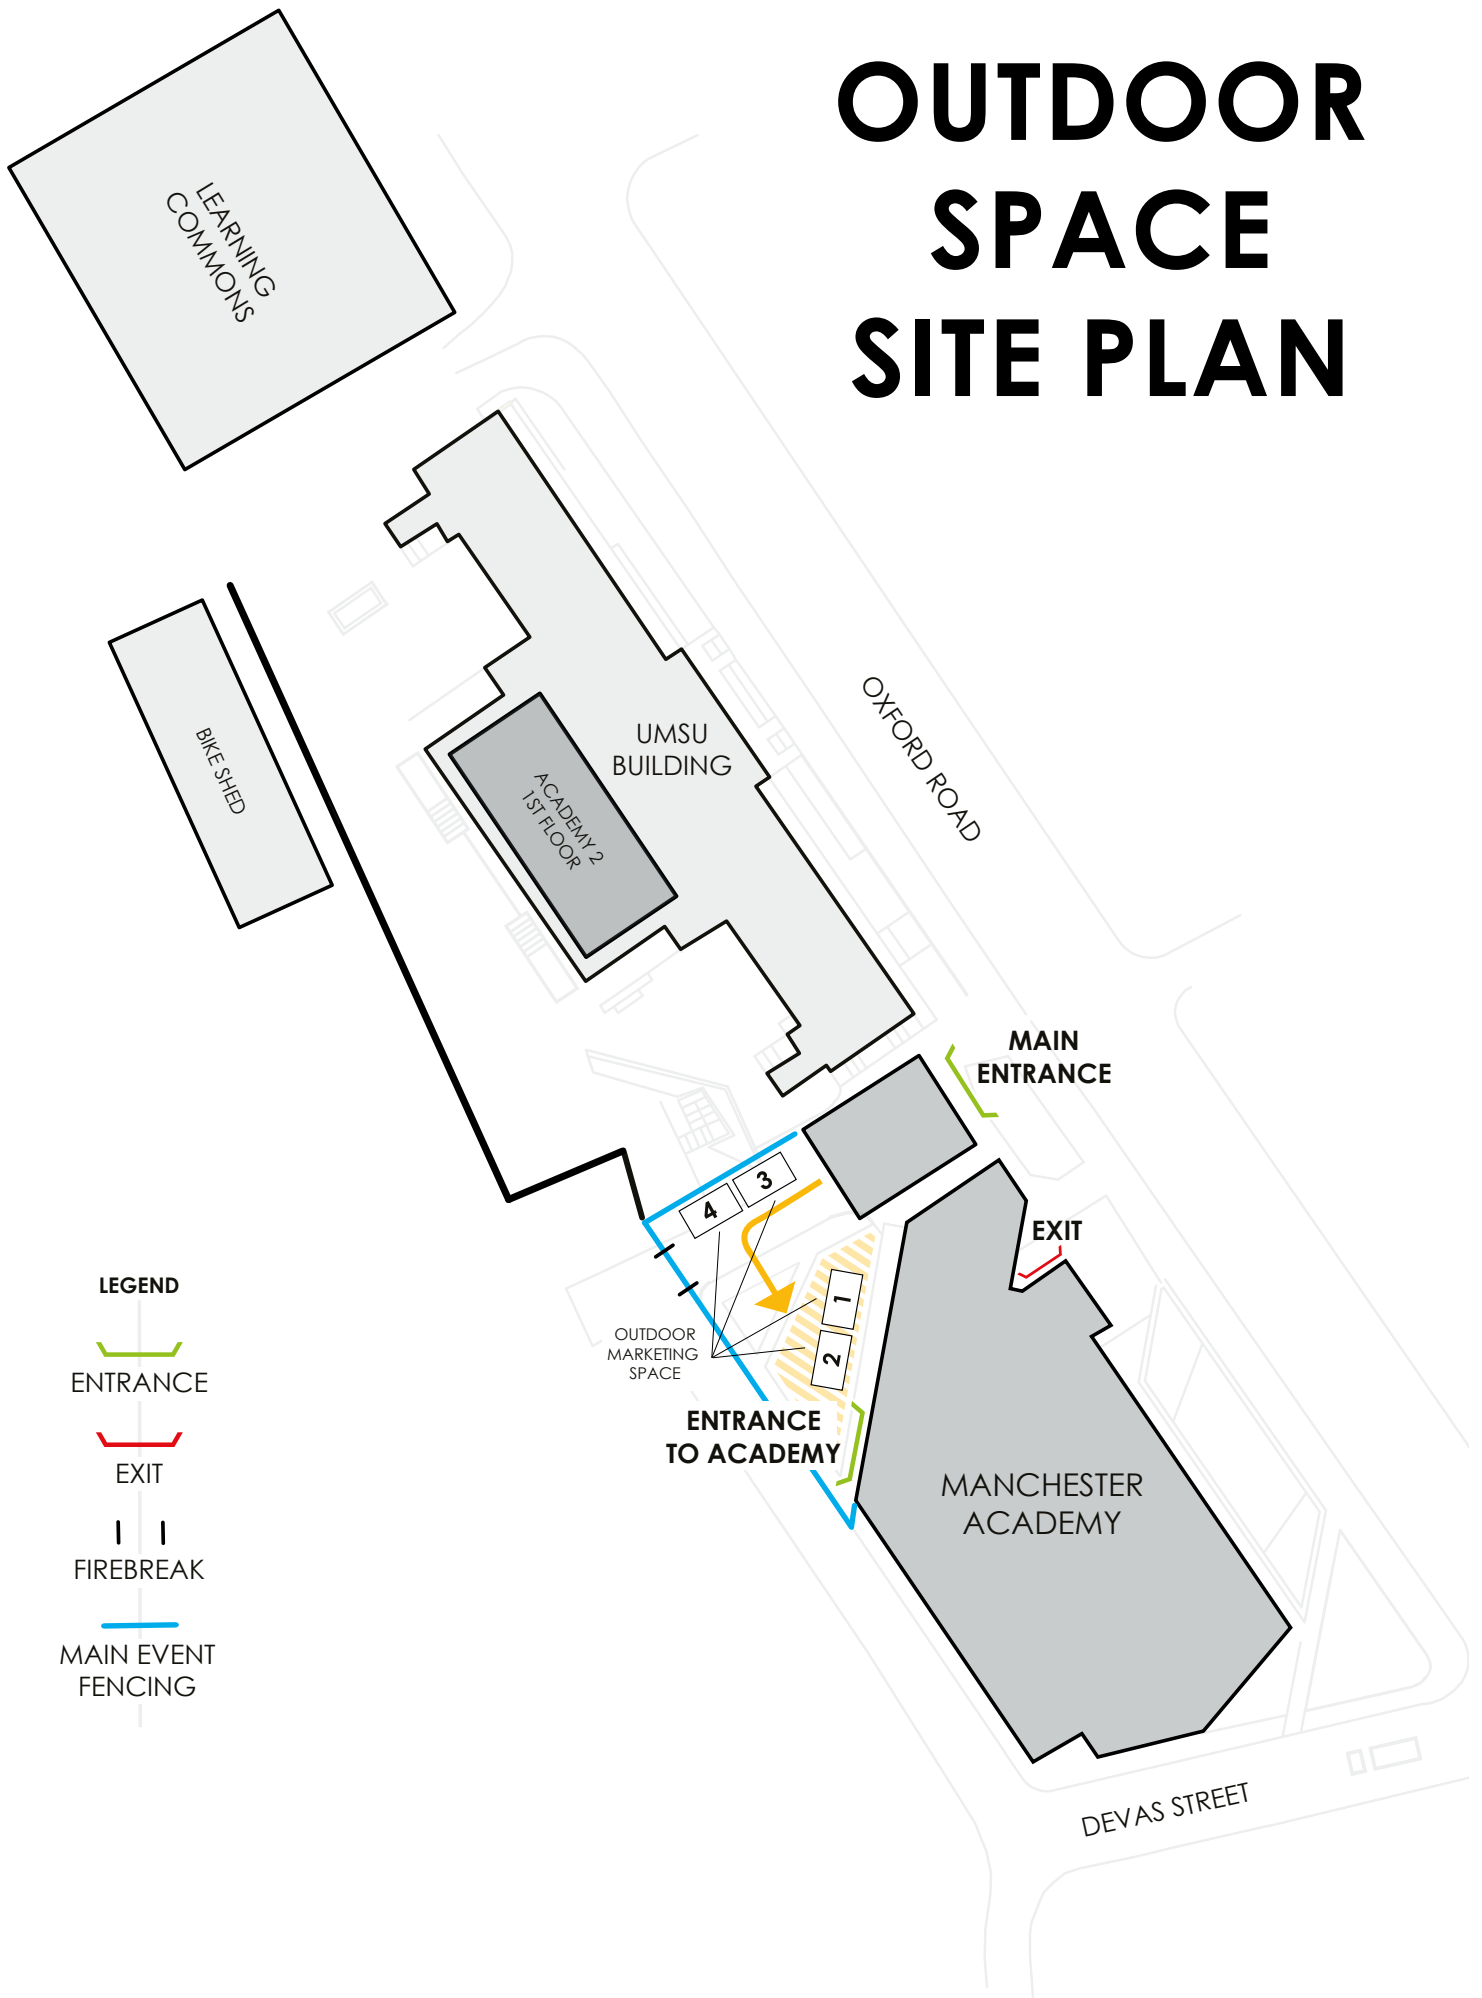 OUTDOOR
SPACE
SITE PLAN
LEARNING
COMMONS
BIKE SHED
UMSU
BUILDING
ACADEMY 2
1ST FLOOR
OXFORD ROAD
MAIN
ENTRANCE
3
4
EXIT
1
2
OUTDOOR
MARKETING
SPACE
ENTRANCE
TO ACADEMY
MANCHESTER
ACADEMY
DEVAS STREET
LEGEND
ENTRANCE
EXIT
FIREBREAK
MAIN EVENT
FENCING